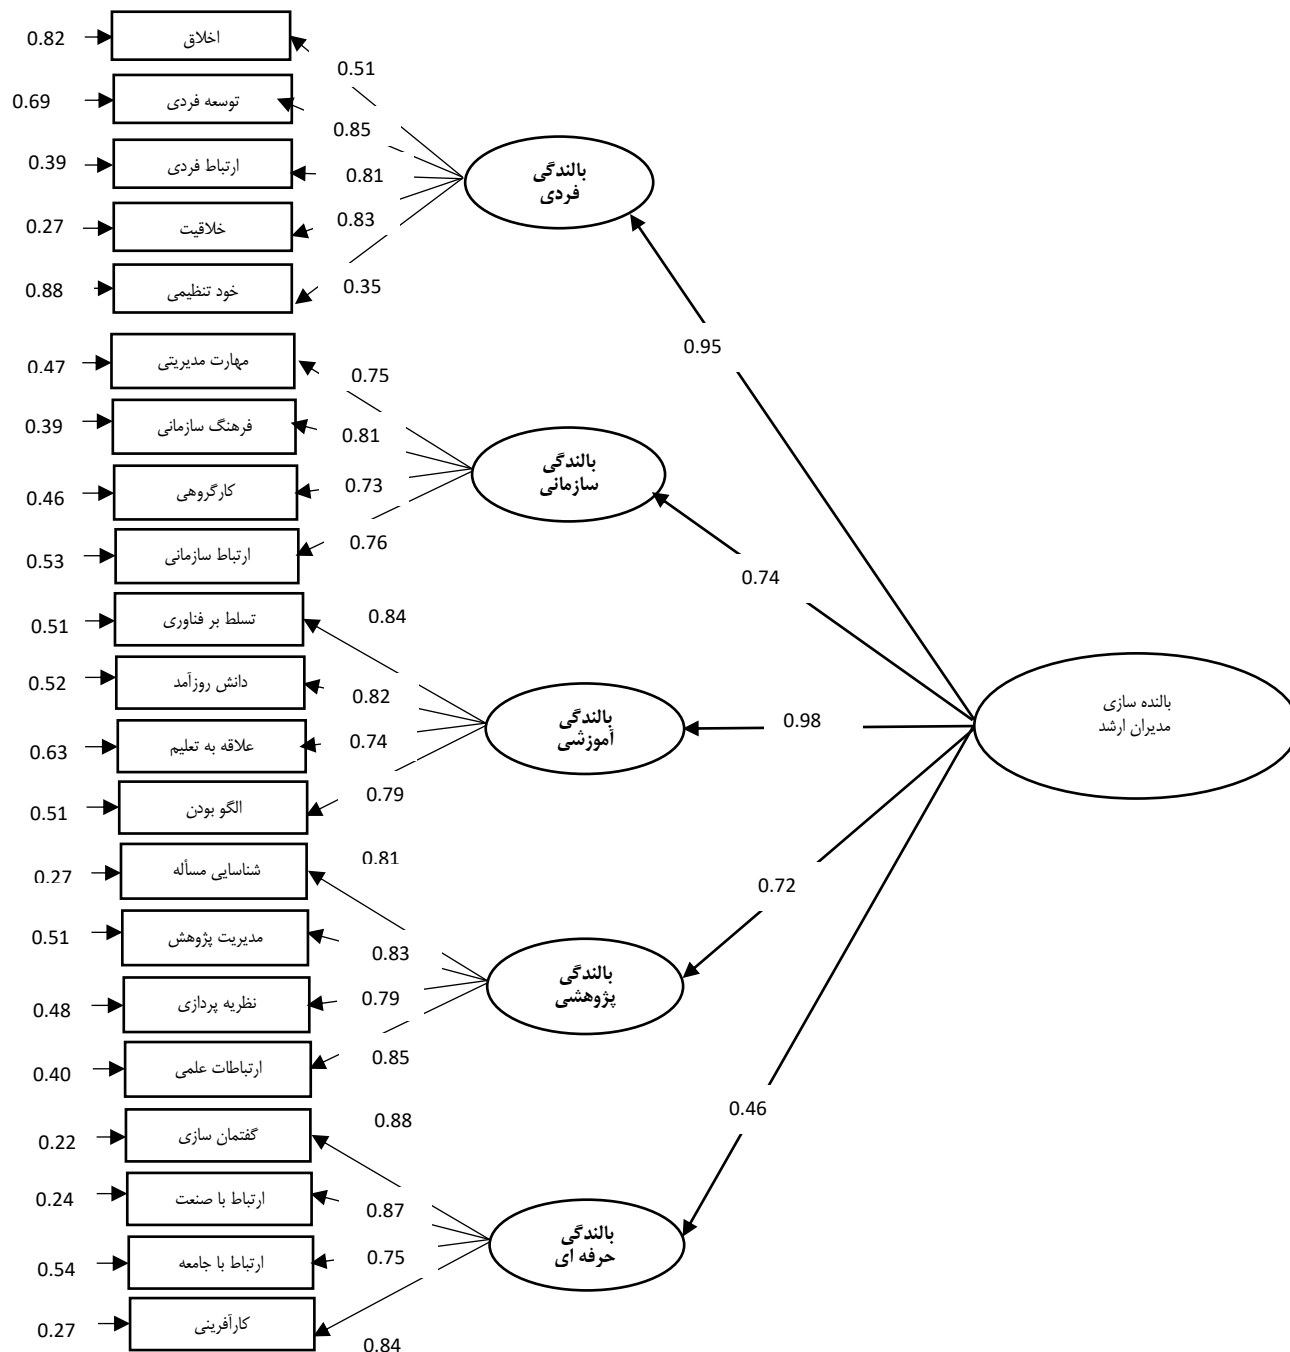 0.82
اخلاق
0.51
0.69
توسعه فردی
0.85
0.39
ارتباط فردی
0.81
بالندگی
فردی
0.27
خلاقیت
0.83
0.88
خود تنظیمی
0.35
0.95
0.47
مهارت مدیریتی
0.75
0.39
فرهنگ سازمانی
0.81
بالندگی
سازمانی
0.46
کارگروهی
0.73
0.53
ارتباط سازمانی
0.76
0.74
0.51
تسلط بر فناوری
0.84
0.52
دانش روزآمد
0.82
بالندگی
آموزشی
0.98
بالنده سازی
مدیران ارشد
0.63
علاقه به تعلیم
0.74
0.51
الگو بودن
0.79
0.27
شناسایی مسأله
0.81
0.72
0.51
مدیریت پژوهش
0.83
بالندگی
پژوهشی
0.48
نظریه پردازی
0.79
0.40
ارتباطات علمی
0.85
0.46
0.22
گفتمان سازی
0.88
0.24
ارتباط با صنعت
0.87
بالندگی
حرفه ای
0.54
ارتباط با جامعه
0.75
0.27
کارآفرینی
0.84